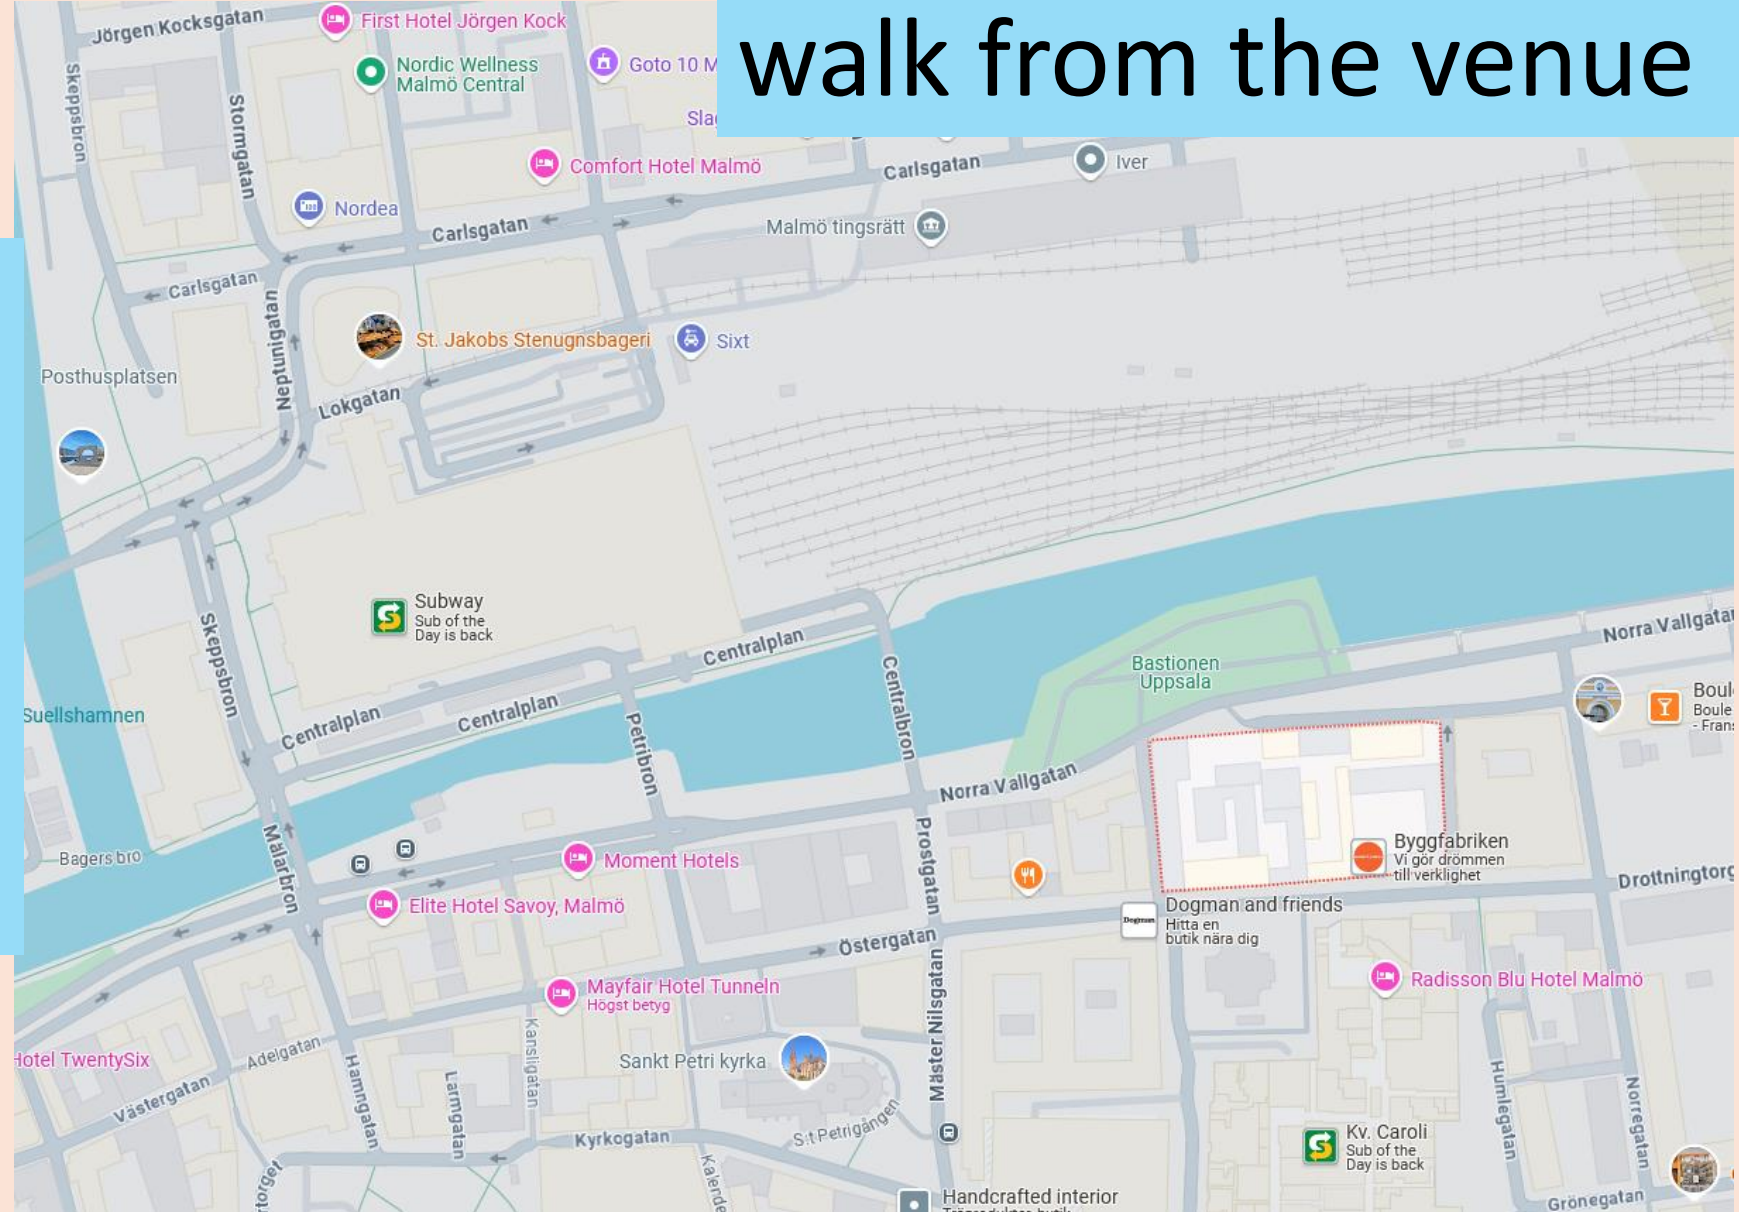 walk from the venue
Jörgen Kocksgatan
First Hotel Jörgen Kock
Skeppsbron
Stormgatan
Nordic Wellness
Malmö Central
Goto 10 M
Comfort Hotel Malmö
Carlsgatan
Iver
Nordea
Carlsgatan
Malmö tingsrätt
Carlsgatan
Neptunigatan
St. Jakobs Stenugnsbageri
Sixt
Posthusplatsen
Lokgatan
Subway
Sub of the
Day is back
Skeppsbron
Centralplan
Norra Vallgatan
Bastionen
Uppsala
Centralbron
Suellshamnen
Centralplan
Centralplan
Petribron
Norra Vallgatan
Mälarbron
Bagers bro
Moment Hotels
Prostgatan
Byggfabriken
Vi gör drömmen
till verklighet
Elite Hotel Savoy, Malmö
Dogman
Dogman and friends
Hitta en
butik nära dig
Östergatan
Mayfair Hotel Tunneln
Högst betyg
Mäster Nilsgatan
Radisson Blu Hotel Malmö
Hotel TwentySix
Adelgatan
Hamngatan
Larmgatan
Kansligatan
Sankt Petri kyrka
Västergatan
Humlegatan
Norregatan
Kyrkogatan
S:t Petrigången
Kv. Caroli
Sub of the
Day is back
Handcrafted interior
Grönegatan